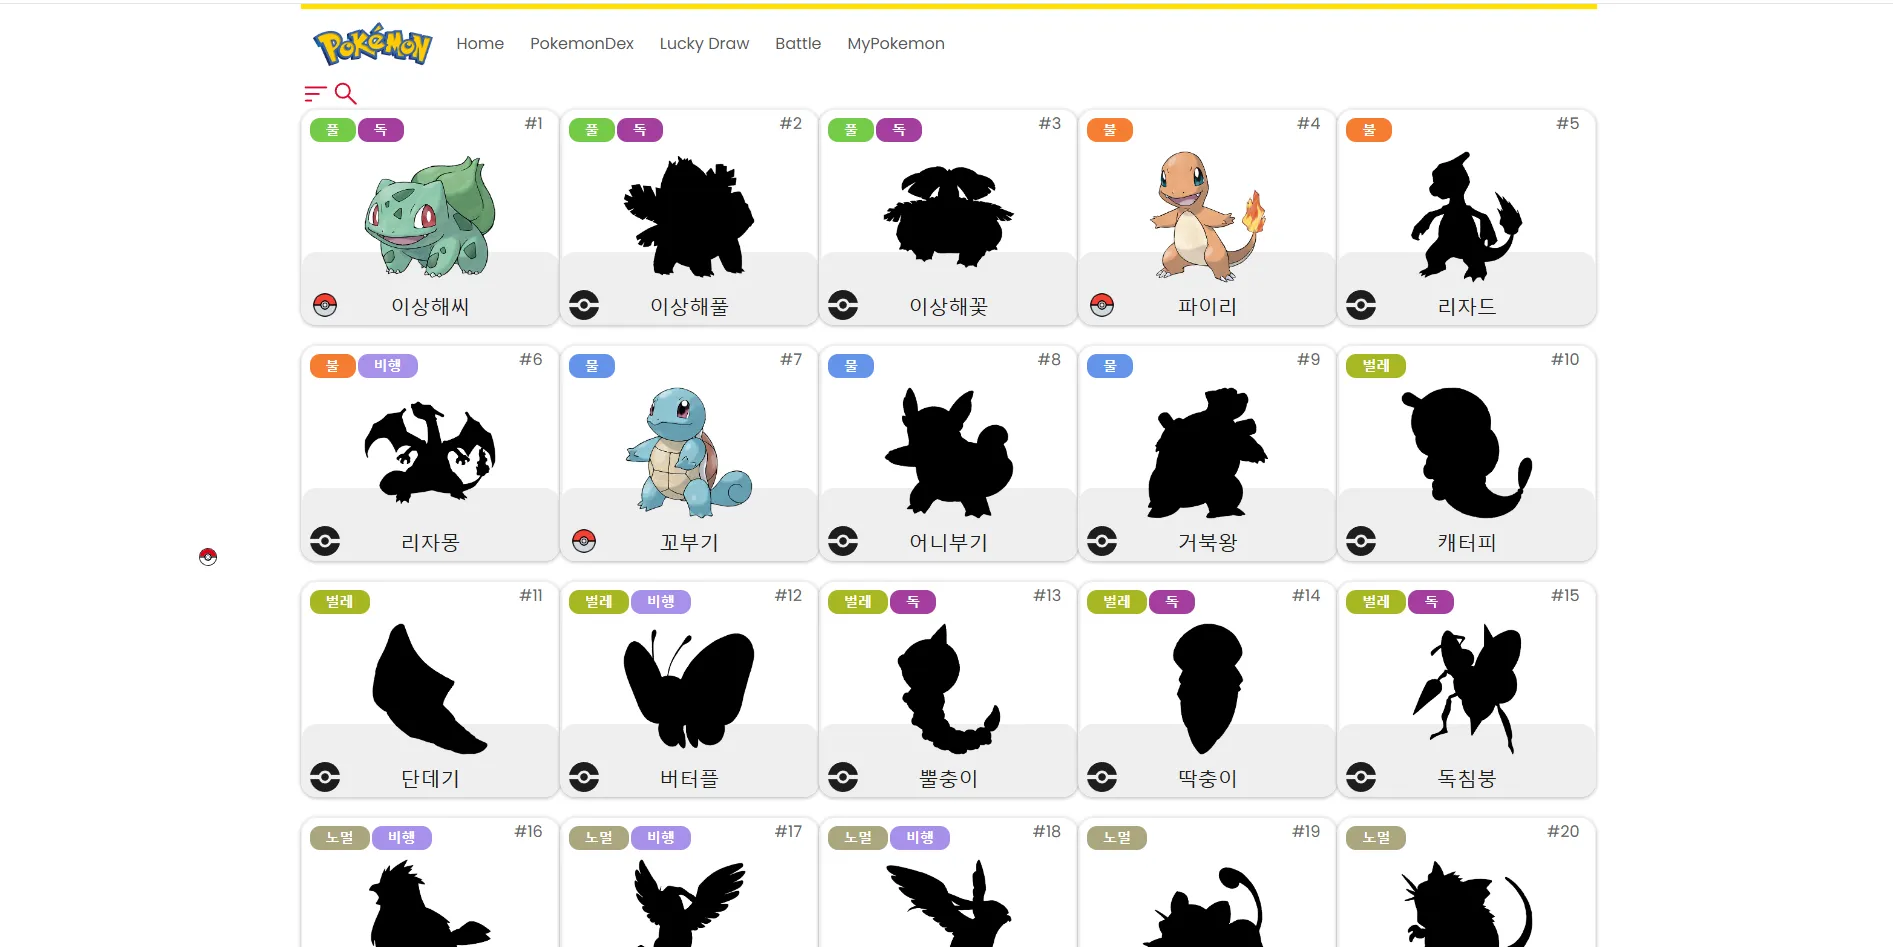 POKéMON Home PokemonDex Lucky Draw Battle MyPokemon
풀 독 #1
풀 독 #2
풀 독 #3
불 #4
불 #5
이상해씨
이상해풀
이상해꽃
파이리
리자드
불 비행 #6
물 #7
물 #8
물 #9
벌레 #10
리자몽
꼬부기
어니부기
거북왕
캐터피
벌레 #11
벌레 비행 #12
벌레 독 #13
벌레 독 #14
벌레 독 #15
단데기
버터플
뿔충이
딱충이
독침붕
노멀 비행 #16
노멀 비행 #17
노멀 비행 #18
노멀 #19
노멀 #20